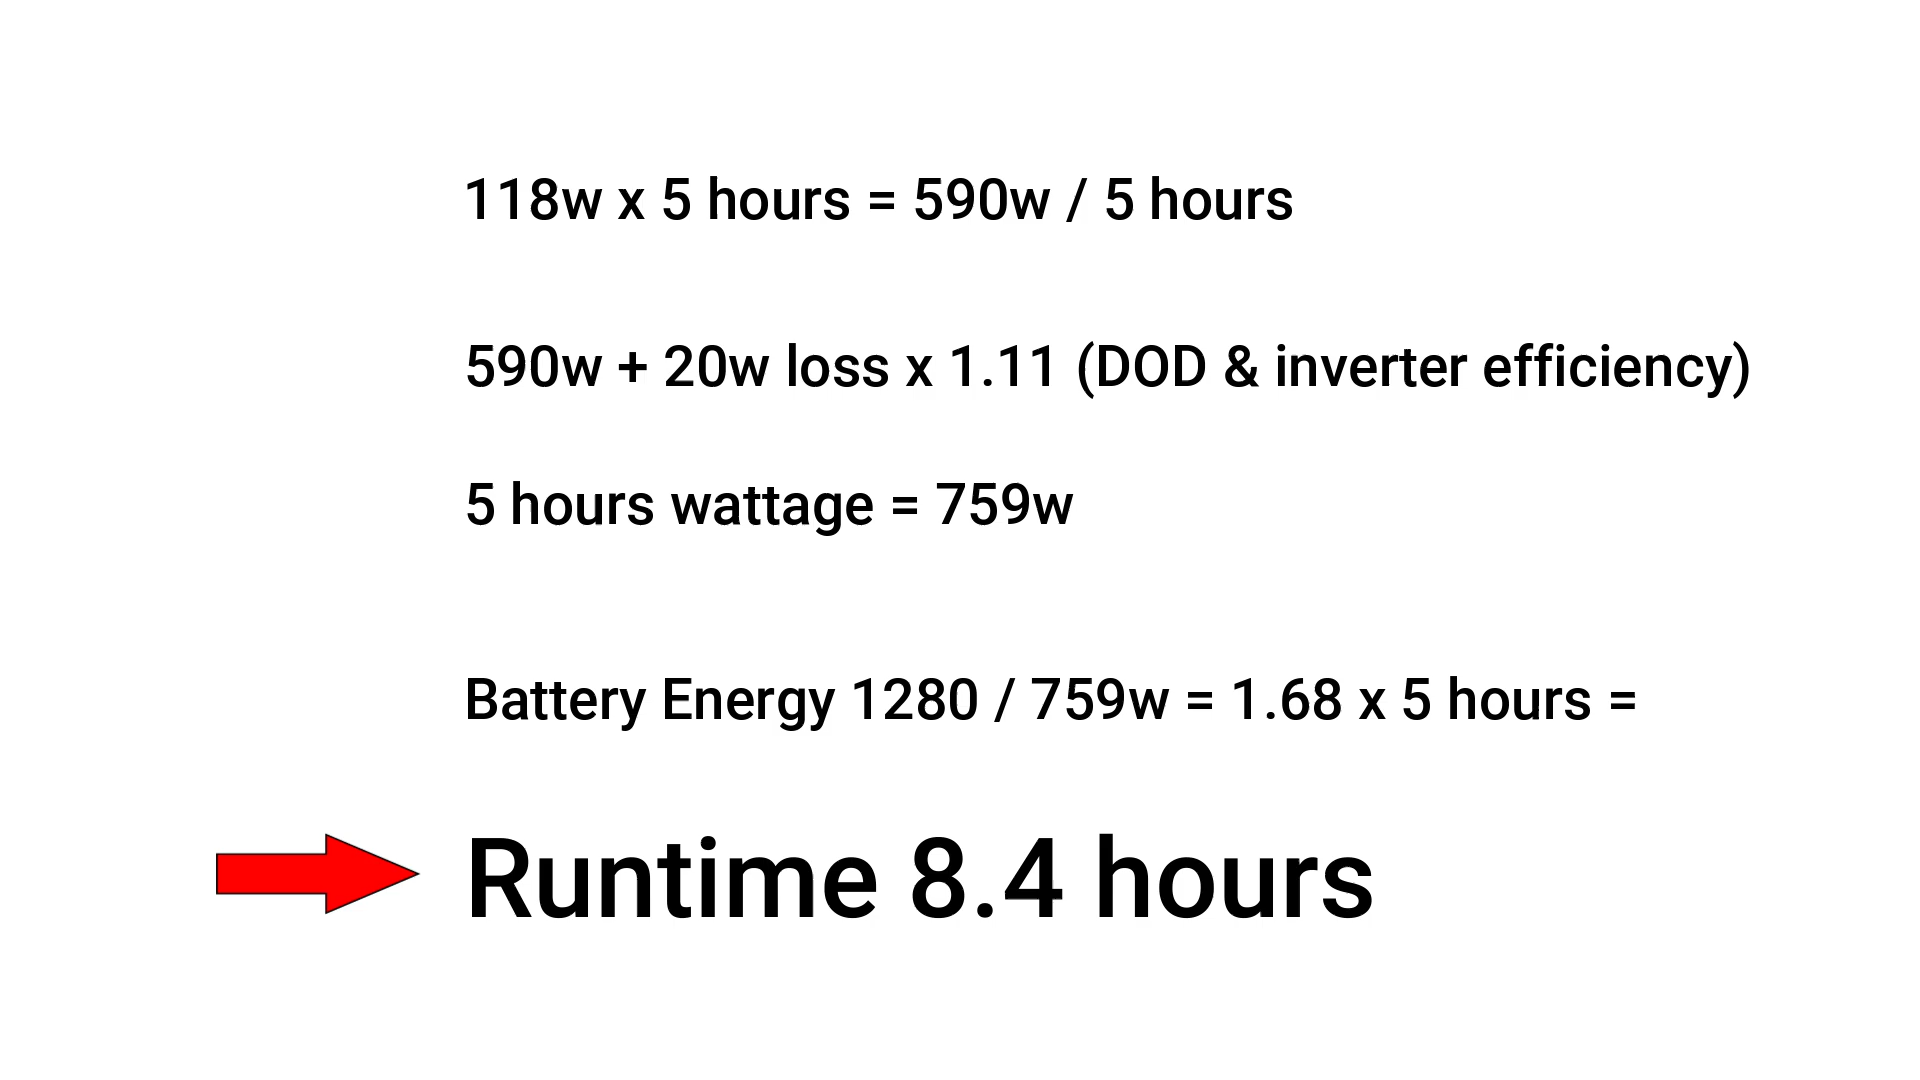 118w x 5 hours = 590w / 5 hours
590w + 20w loss x 1.11 (DOD & inverter efficiency)
5 hours wattage = 759w
Battery Energy 1280 / 759w = 1.68 x 5 hours =
Runtime 8.4 hours